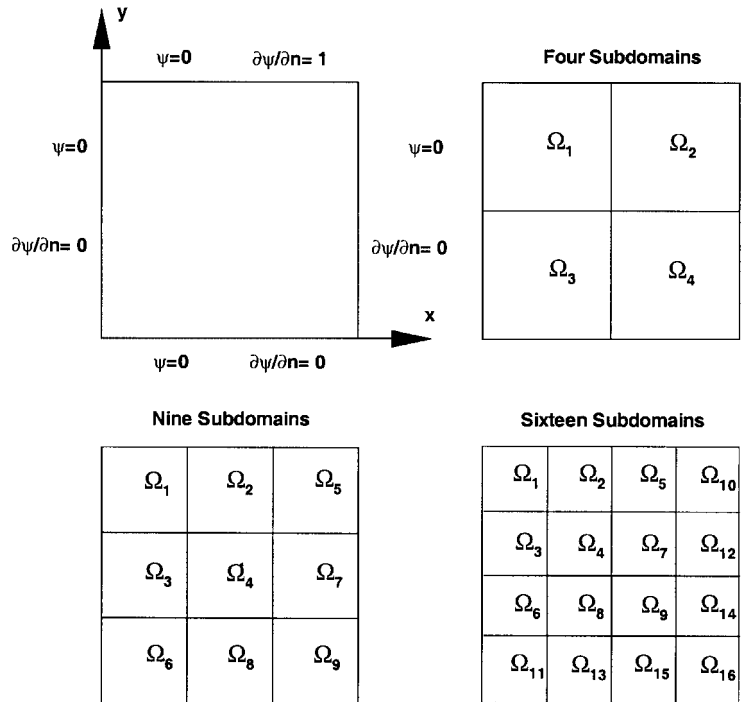 y
ψ=0 ∂ψ/∂n= 1
ψ=0 ψ=0
∂ψ/∂n= 0 ∂ψ/∂n= 0
x
ψ=0 ∂ψ/∂n= 0
Four Subdomains
Ω1 Ω2
Ω3 Ω4
Nine Subdomains
Ω1 Ω2 Ω5
Ω3 Ω4 Ω7
Ω6 Ω8 Ω9
Sixteen Subdomains
Ω1 Ω2 Ω5 Ω10
Ω3 Ω4 Ω7 Ω12
Ω6 Ω8 Ω9 Ω14
Ω11 Ω13 Ω15 Ω16